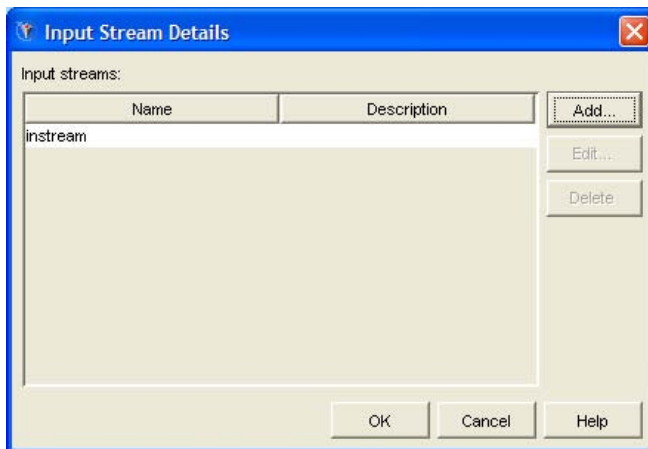 Input Stream Details
Input streams:
Name Description Add...
instream
Edit...
Delete
OK Cancel Help